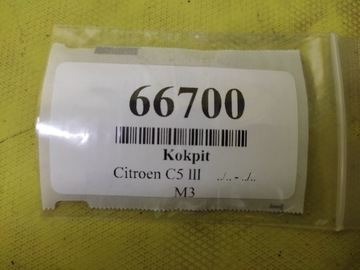 66700
Kokpit
Citroen C5 III ../.. - ../..
M3